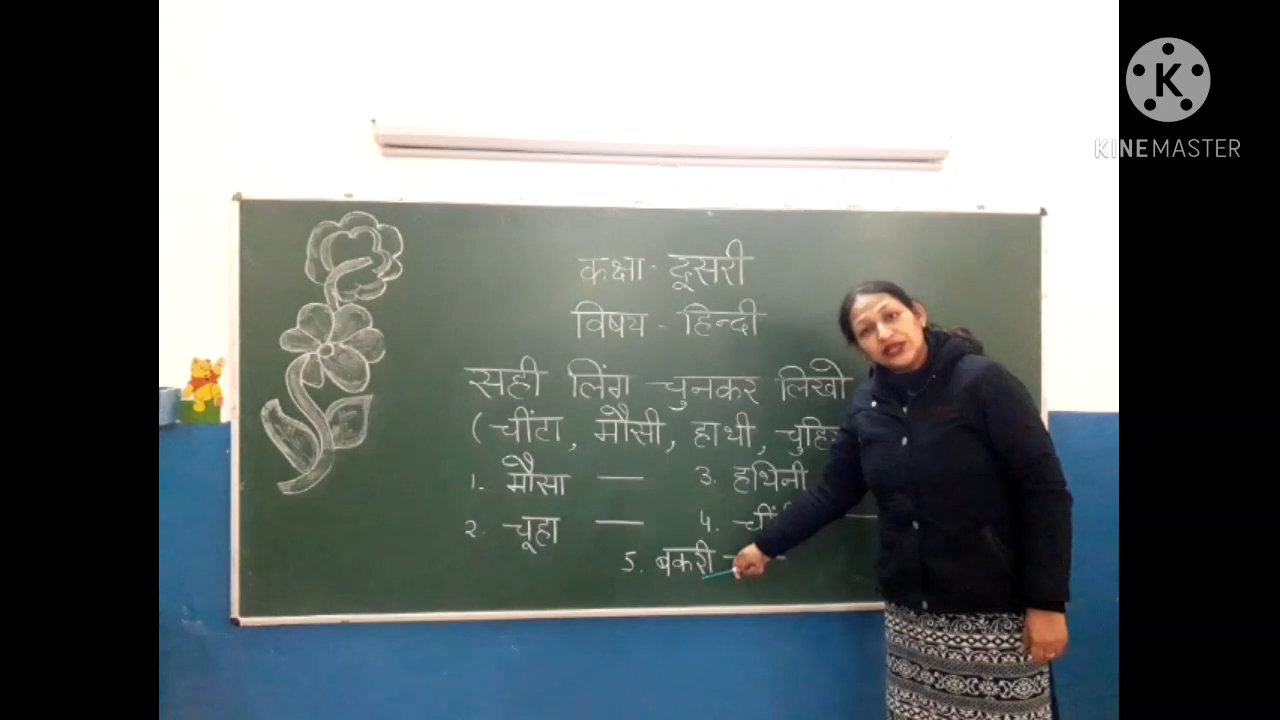 कक्षा - दूसरी
विषय - हिन्दी
सही लिंग चुनकर लिखो
(चींटा, मौसी, हाथी,
1. मौसा — 3. हथिनी
2. चूहा — 4.
5. बकरी —
K
KINEMASTER